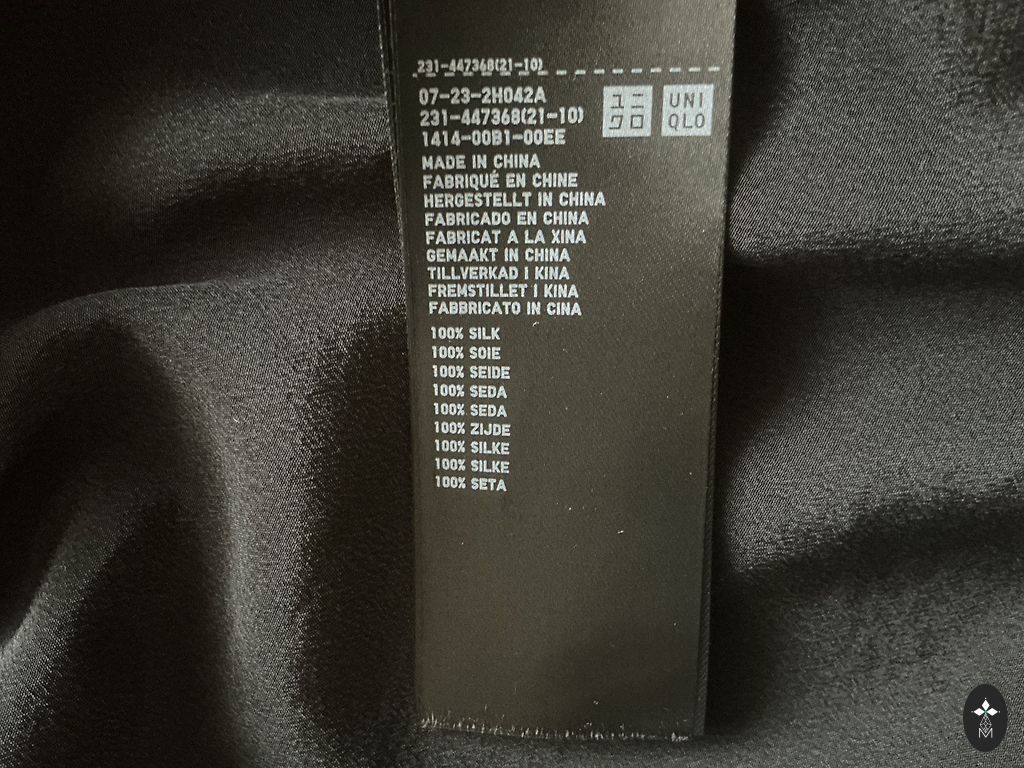 231-447368(21-10)
07-23-2H042A
231-447368(21-10)
1414-00B1-00EE
ユニ
クロ
UNI
QLO
MADE IN CHINA
FABRIQUÉ EN CHINE
HERGESTELLT IN CHINA
FABRICADO EN CHINA
FABRICAT A LA XINA
GEMAAKT IN CHINA
TILLVERKAD I KINA
FREMSTILLET I KINA
FABBRICATO IN CINA
100% SILK
100% SOIE
100% SEIDE
100% SEDA
100% SEDA
100% ZIJDE
100% SILKE
100% SILKE
100% SETA
M